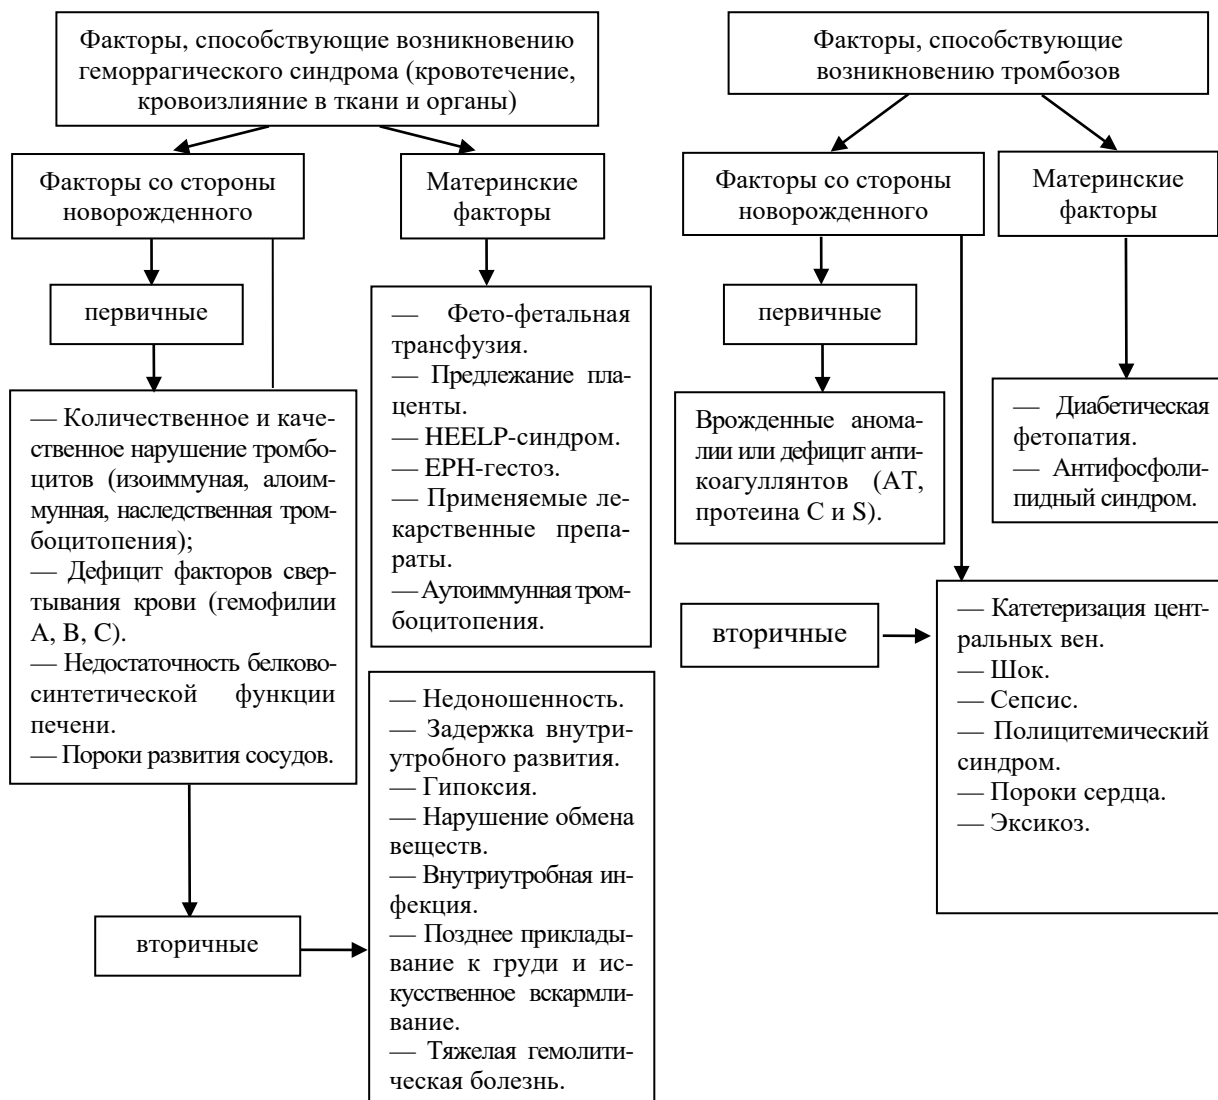 Факторы, способствующие возникновению
геморрагического синдрома (кровотечение,
кровоизлияние в ткани и органы)
Факторы со стороны
новорожденного
Материнские
факторы
первичные
— Количественное и ка-
чественное нарушение тромбо-
цитов (изоиммуная, алоим-
мунная, наследственная тром-
боцитопения);
— Дефицит факторов свер-
тывания крови (гемофилии
А, В, С).
— Недостаточность белково-
синтетической функции
печени.
— Пороки развития сосудов.
— Фето-фетальная
трансфузия.
— Предлежание пла-
центы.
— HEELP-синдром.
— EPH-гестоз.
— Применяемые ле-
карственные препа-
раты.
— Аутоиммунная тром-
боцитопения.
вторичные
— Недоношенность.
— Задержка внутри-
утробного развития.
— Гипоксия.
— Нарушение обмена
веществ.
— Внутриутробная ин-
фекция.
— Позднее приклады-
вание к груди и ис-
кусственное вскармли-
вание.
— Тяжелая гемолити-
ческая болезнь.
Факторы, способствующие
возникновению тромбозов
Факторы со стороны
новорожденного
Материнские
факторы
первичные
Врожденные анома-
лии или дефицит анти-
коагуллянтов (АТ,
протеина С и S).
— Диабетическая
фетопатия.
— Антифосфоли-
пидный синдром.
вторичные
— Катетеризация цент-
ральных вен.
— Шок.
— Сепсис.
— Полицитемический
синдром.
— Пороки сердца.
— Эксикоз.